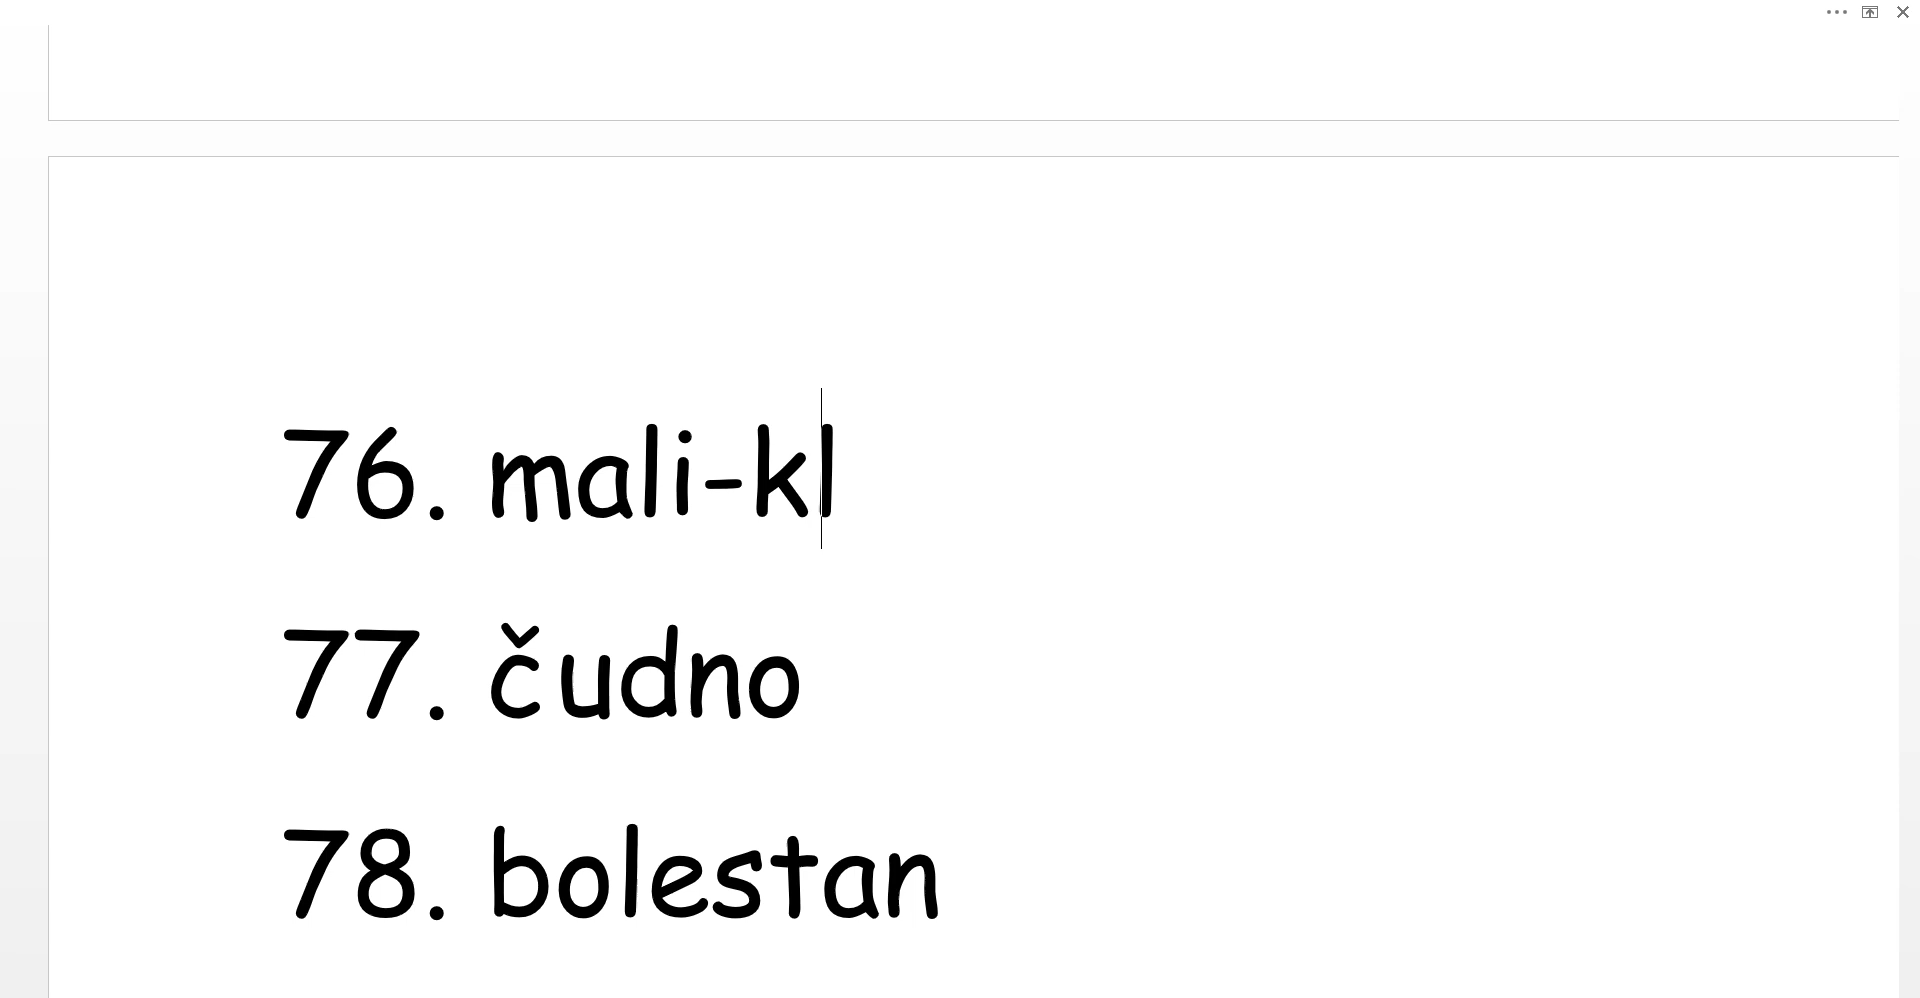 76. mali-kl
77. čudno
78. bolestan